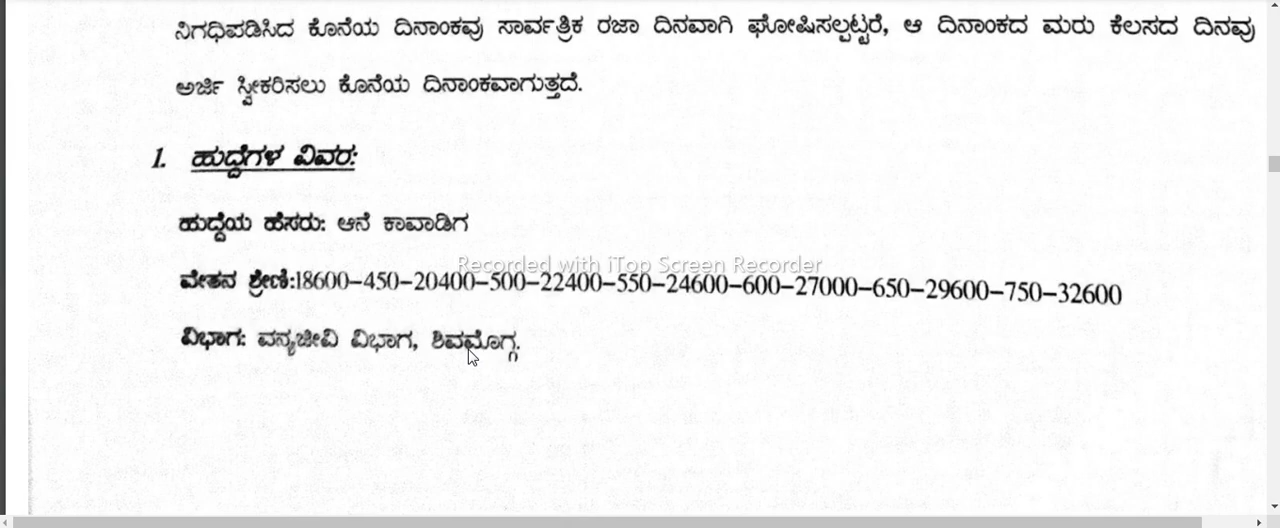 ನಿಗಧಿಪಡಿಸಿದ ಕೊನೆಯ ದಿನಾಂಕವು ಸಾರ್ವತ್ರಿಕ ರಜಾ ದಿನವಾಗಿ ಘೋಷಿಸಲ್ಪಟ್ಟರೆ, ಆ ದಿನಾಂಕದ ಮರು ಕೆಲಸದ ದಿನವು
ಅರ್ಜಿ ಸ್ವೀಕರಿಸಲು ಕೊನೆಯ ದಿನಾಂಕವಾಗುತ್ತದೆ.
1. ಹುದ್ದೆಗಳ ವಿವರ:
ಹುದ್ದೆಯ ಹೆಸರು: ಆನೆ ಕಾವಾಡಿಗ
Recorded with iTop Screen Recorder
ವೇತನ ಶ್ರೇಣಿ:18600–450–20400–500–22400–550–24600–600–27000–650–29600–750–32600
ವಿಭಾಗ: ವನ್ಯಜೀವಿ ವಿಭಾಗ, ಶಿವಮೊಗ್ಗ.